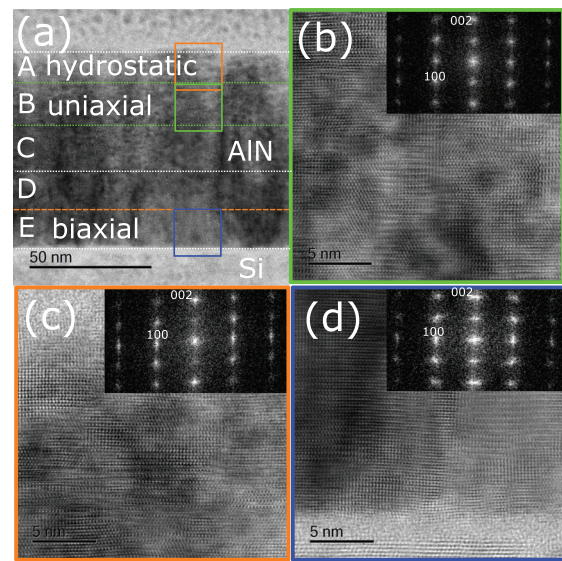 (a)
A hydrostatic
B uniaxial
C AlN
D
E biaxial
50 nm
Si
(b)
002
100
5 nm
(c)
002
100
5 nm
(d)
002
100
5 nm